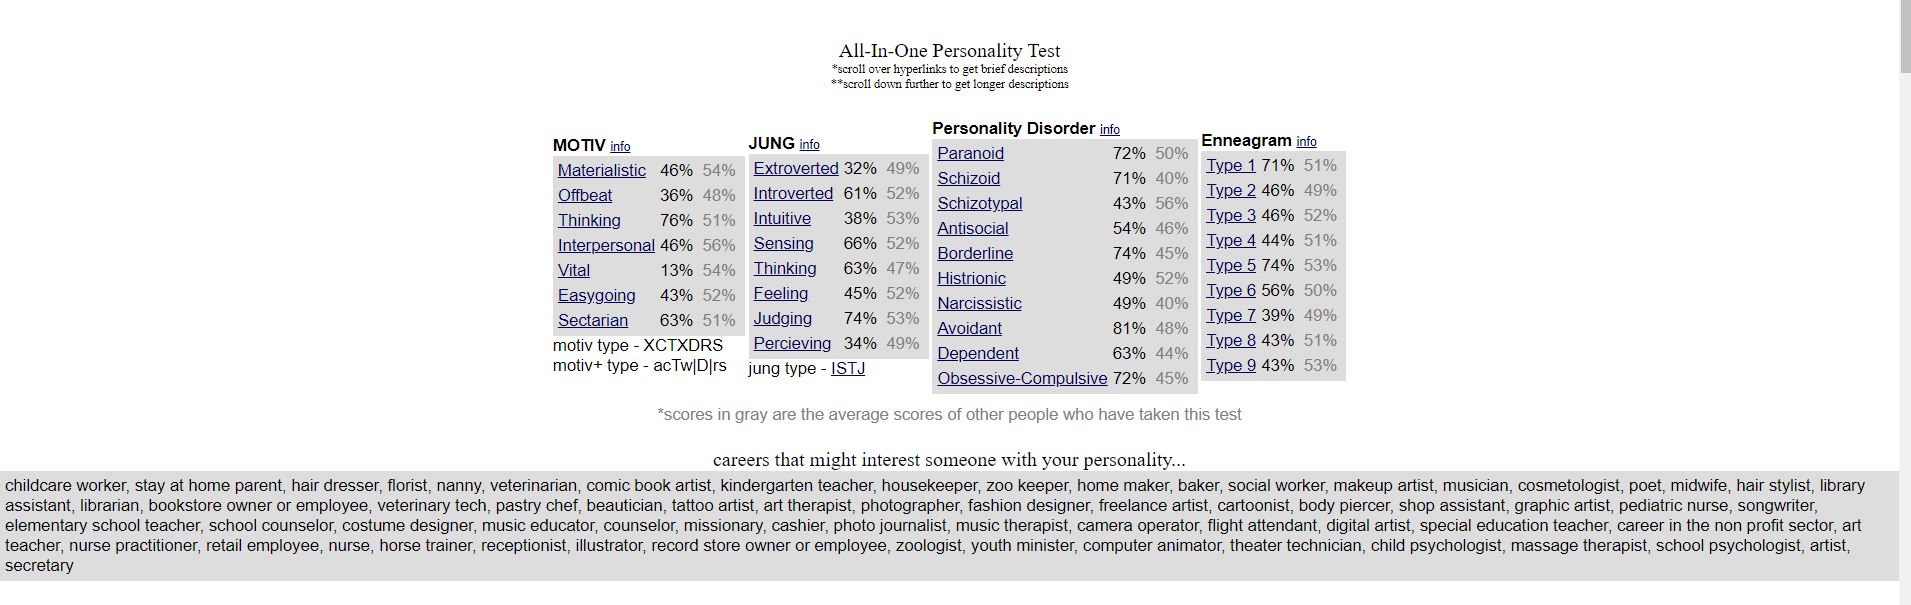 All-In-One Personality Test
*scroll over hyperlinks to get brief descriptions
**scroll down further to get longer descriptions
MOTIV info
Materialistic 46% 54%
Offbeat 36% 48%
Thinking 76% 51%
Interpersonal 46% 56%
Vital 13% 54%
Easygoing 43% 52%
Sectarian 63% 51%
motiv type - XCTXDRS
motiv+ type - acTw|D|rs
JUNG info
Extroverted 32% 49%
Introverted 61% 52%
Intuitive 38% 53%
Sensing 66% 52%
Thinking 63% 47%
Feeling 45% 52%
Judging 74% 53%
Percieving 34% 49%
jung type - ISTJ
Personality Disorder info
Paranoid 72% 50%
Schizoid 71% 40%
Schizotypal 43% 56%
Antisocial 54% 46%
Borderline 74% 45%
Histrionic 49% 52%
Narcissistic 49% 40%
Avoidant 81% 48%
Dependent 63% 44%
Obsessive-Compulsive 72% 45%
Enneagram info
Type 1 71% 51%
Type 2 46% 49%
Type 3 46% 52%
Type 4 44% 51%
Type 5 74% 53%
Type 6 56% 50%
Type 7 39% 49%
Type 8 43% 51%
Type 9 43% 53%
*scores in gray are the average scores of other people who have taken this test
careers that might interest someone with your personality...
childcare worker, stay at home parent, hair dresser, florist, nanny, veterinarian, comic book artist, kindergarten teacher, housekeeper, zoo keeper, home maker, baker, social worker, makeup artist, musician, cosmetologist, poet, midwife, hair stylist, library
assistant, librarian, bookstore owner or employee, veterinary tech, pastry chef, beautician, tattoo artist, art therapist, photographer, fashion designer, freelance artist, cartoonist, body piercer, shop assistant, graphic artist, pediatric nurse, songwriter,
elementary school teacher, school counselor, costume designer, music educator, counselor, missionary, cashier, photo journalist, music therapist, camera operator, flight attendant, digital artist, special education teacher, career in the non profit sector, art
teacher, nurse practitioner, retail employee, nurse, horse trainer, receptionist, illustrator, record store owner or employee, zoologist, youth minister, computer animator, theater technician, child psychologist, massage therapist, school psychologist, artist,
secretary